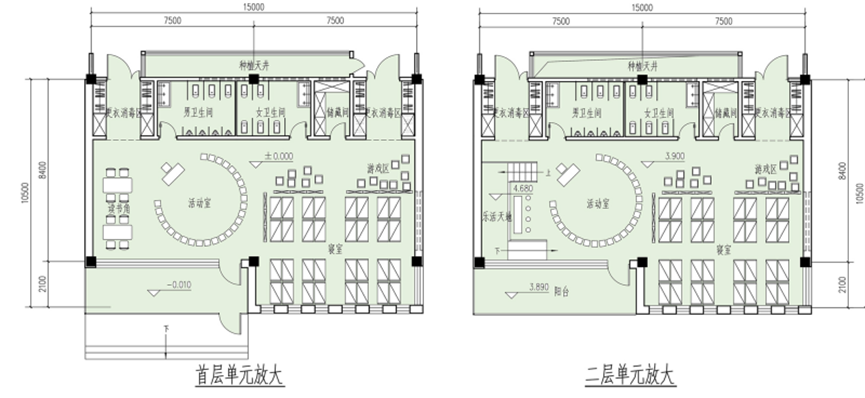 15000
7500
7500
种植天井
更衣消毒区
男卫生间
女卫生间
储藏间
更衣消毒区
±0.000
游戏区
读书角
活动室
寝室
-0.010
下
10500
8400
2100
首层单元放大
15000
7500
7500
种植天井
更衣消毒区
男卫生间
女卫生间
储藏间
更衣消毒区
3.900
游戏区
上
4.680
乐活天地
活动室
寝室
下
3.890
阳台
8400
2100
10500
二层单元放大